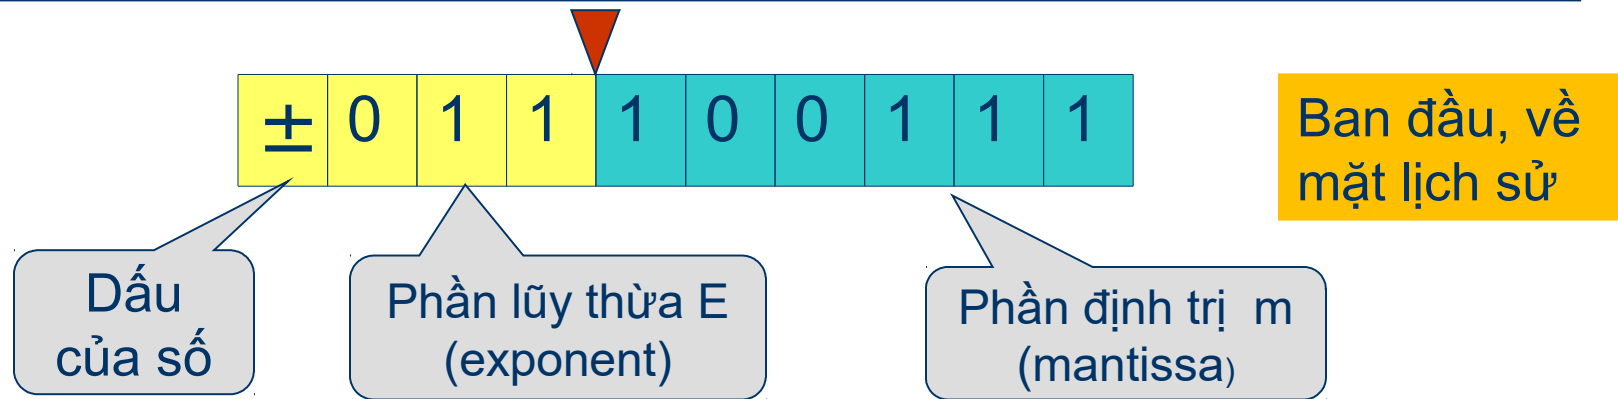 ± 0 1 1 1 0 0 1 1 1
Ban đầu, về
mặt lịch sử
Dấu
của số
Phần lũy thừa E
(exponent)
Phần định trị m
(mantissa)